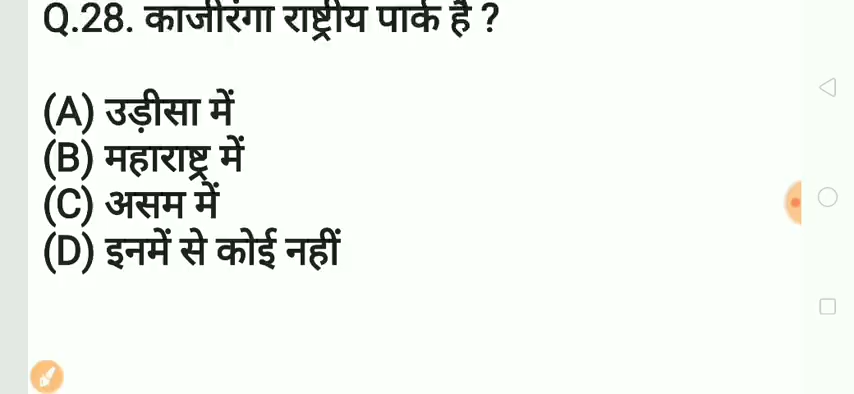 Q.28. काजीरंगा राष्ट्रीय पार्क है ?
(A) उड़ीसा में
(B) महाराष्ट्र में
(C) असम में
(D) इनमें से कोई नहीं